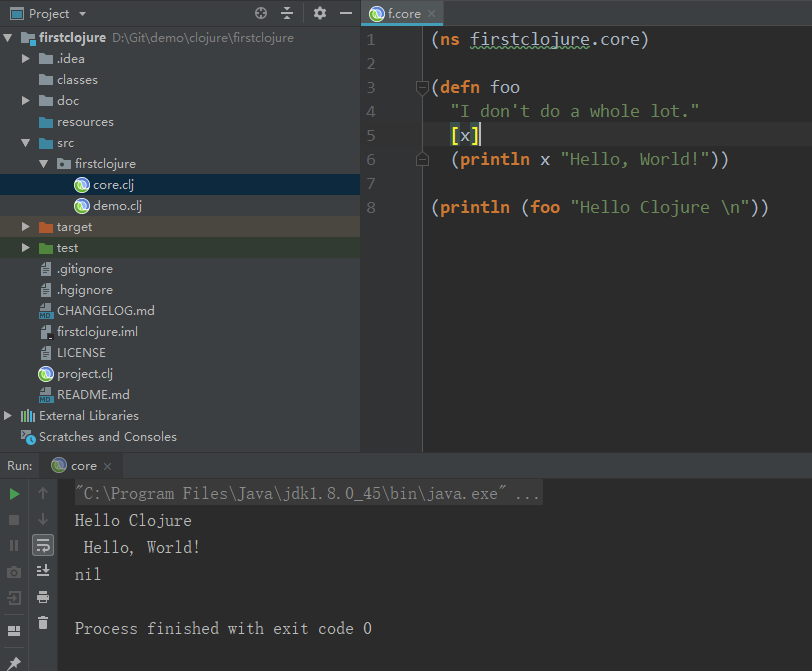 Project
firstclojure D:\Git\demo\clojure\firstclojure
.idea
classes
doc
resources
src
firstclojure
core.clj
demo.clj
target
test
.gitignore
.hgignore
CHANGELOG.md
firstclojure.iml
LICENSE
project.clj
README.md
External Libraries
Scratches and Consoles
f.core
1 (ns firstclojure.core)
2
3 (defn foo
4 "I don't do a whole lot."
5 [x]
6 (println x "Hello, World!"))
7
8 (println (foo "Hello Clojure \n"))
Run: core
"C:\Program Files\Java\jdk1.8.0_45\bin\java.exe" ...
Hello Clojure
Hello, World!
nil
Process finished with exit code 0